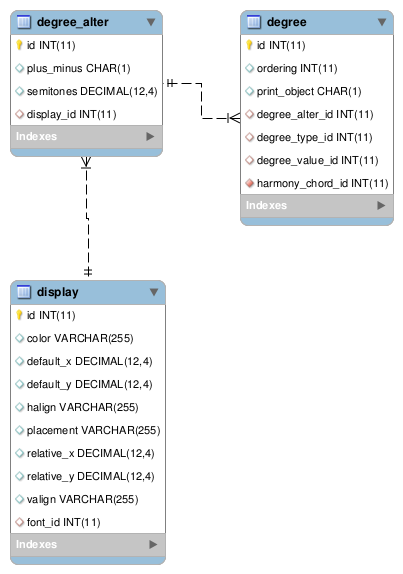 degree_alter
id INT(11)
plus_minus CHAR(1)
semitones DECIMAL(12,4)
display_id INT(11)
Indexes
degree
id INT(11)
ordering INT(11)
print_object CHAR(1)
degree_alter_id INT(11)
degree_type_id INT(11)
degree_value_id INT(11)
harmony_chord_id INT(11)
Indexes
display
id INT(11)
color VARCHAR(255)
default_x DECIMAL(12,4)
default_y DECIMAL(12,4)
halign VARCHAR(255)
placement VARCHAR(255)
relative_x DECIMAL(12,4)
relative_y DECIMAL(12,4)
valign VARCHAR(255)
font_id INT(11)
Indexes